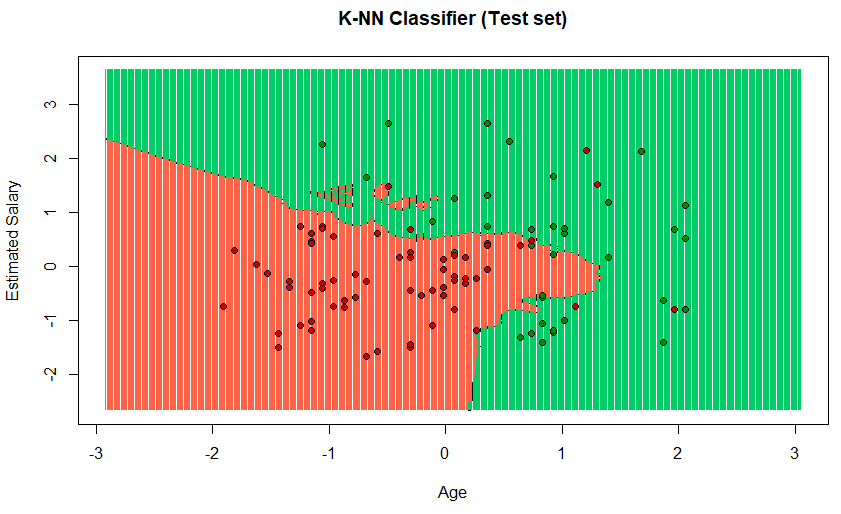 K-NN Classifier (Test set)
Estimated Salary
3
2
1
0
-1
-2
-3 -2 -1 0 1 2 3
Age